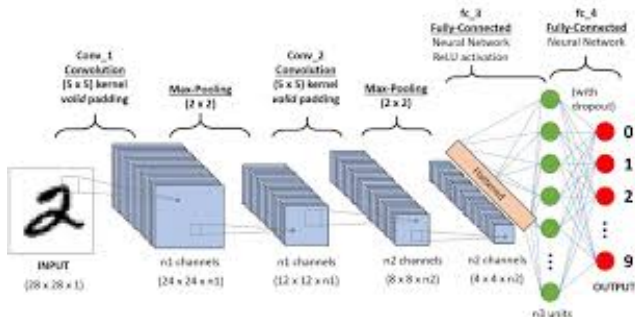 fc_3
Fully-Connected
Neural Network
ReLU activation
fc_4
Fully-Connected
Neural Network
Conv_1
Convolution
(5 x 5) kernel
valid padding
Max-Pooling
(2 x 2)
Conv_2
Convolution
(5 x 5) kernel
valid padding
Max-Pooling
(2 x 2)
(with
dropout)
Flattened
2
0
1
2
9
INPUT
(28 x 28 x 1)
n1 channels
(24 x 24 x n1)
n1 channels
(12 x 12 x n1)
n2 channels
(8 x 8 x n2)
n2 channels
(4 x 4 x n2)
OUTPUT
n3 units